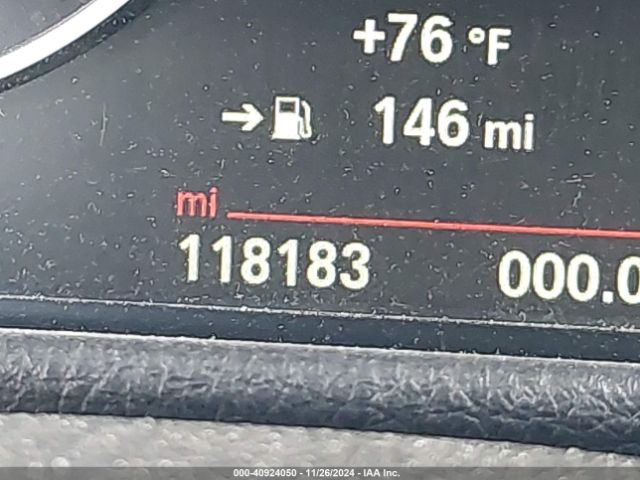 +76 °F
→ 146 mi
mi
118183 000.0
000-40924050 - 11/26/2024 - IAA Inc.